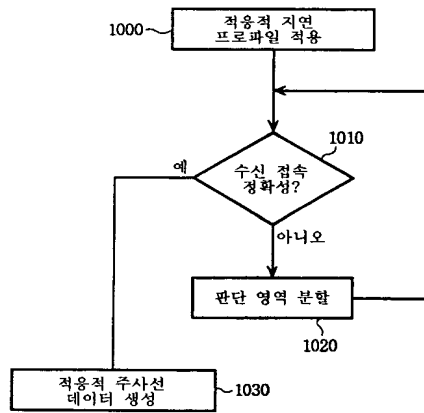 1000
적응적 지연
프로파일 적용
1010
수신 접속
정확성?
예
아니오
판단 영역 분할
1020
적응적 주사선
데이터 생성
1030